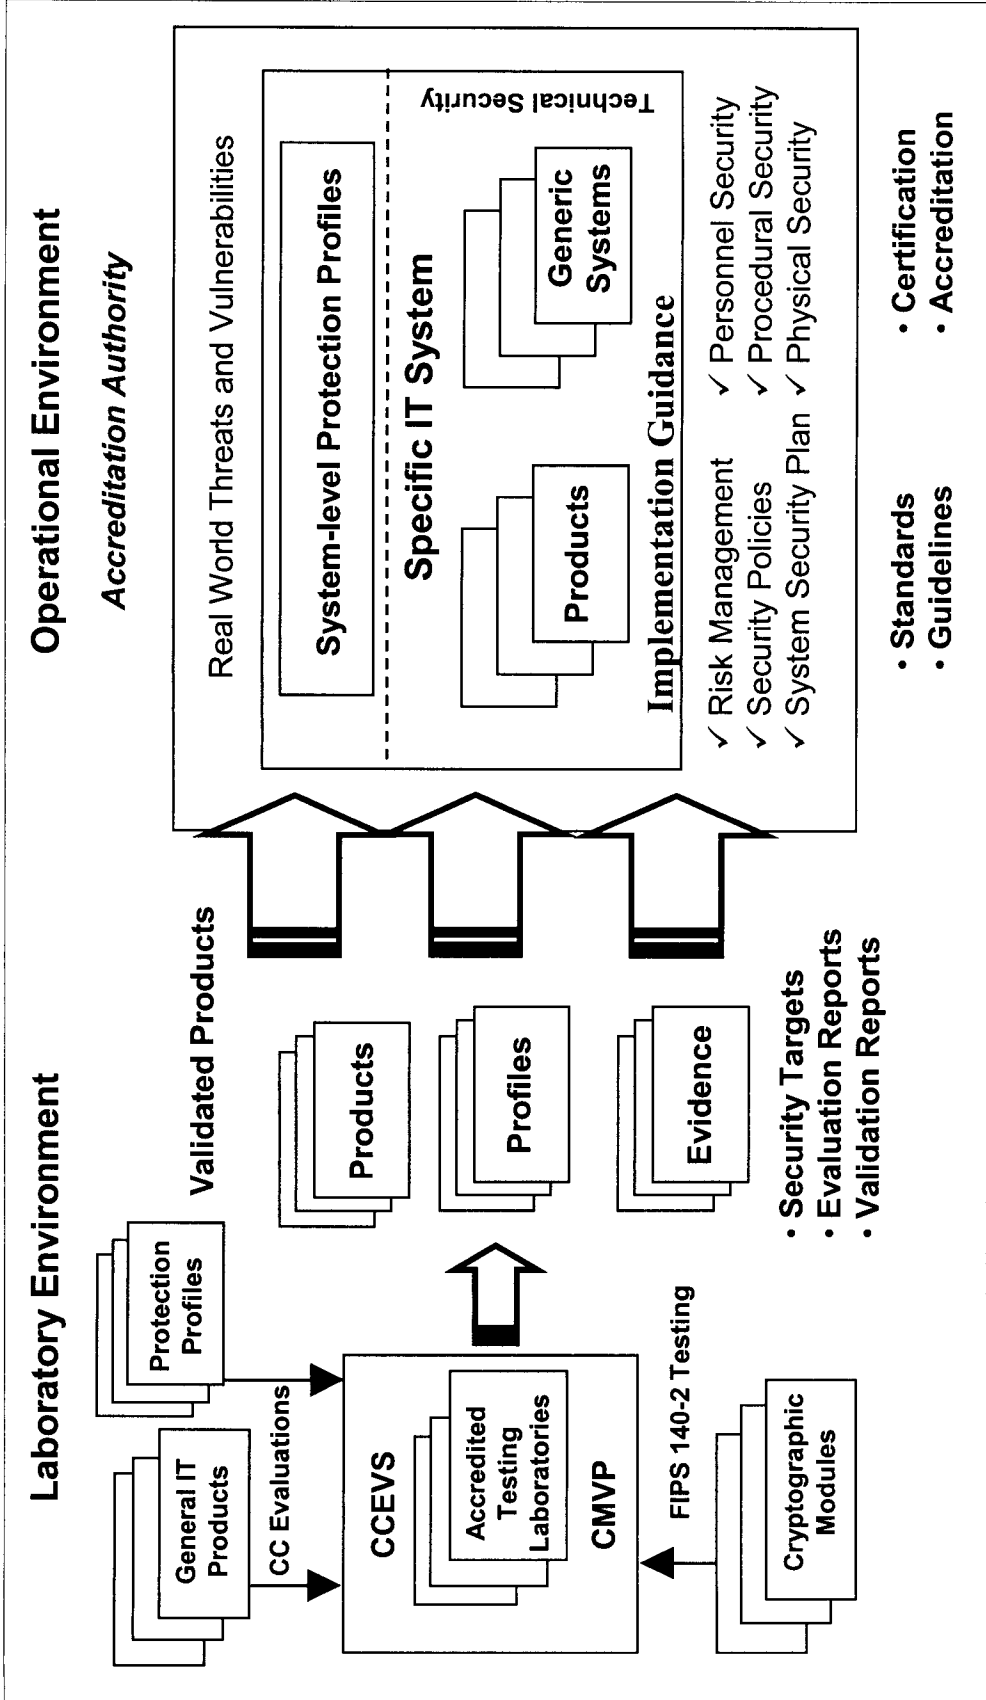 Laboratory Environment
Operational Environment
Accreditation Authority
General IT
Products
Protection
Profiles
CC Evaluations
CCEVS
Accredited
Testing
Laboratories
CMVP
FIPS 140-2 Testing
Cryptographic
Modules
Validated Products
Products
Profiles
Evidence
• Security Targets
• Evaluation Reports
• Validation Reports
Real World Threats and Vulnerabilities
System-level Protection Profiles
Specific IT System
Products
Generic
Systems
Technical Security
Implementation Guidance
✓ Risk Management
✓ Security Policies
✓ System Security Plan
✓ Personnel Security
✓ Procedural Security
✓ Physical Security
• Standards
• Guidelines
• Certification
• Accreditation